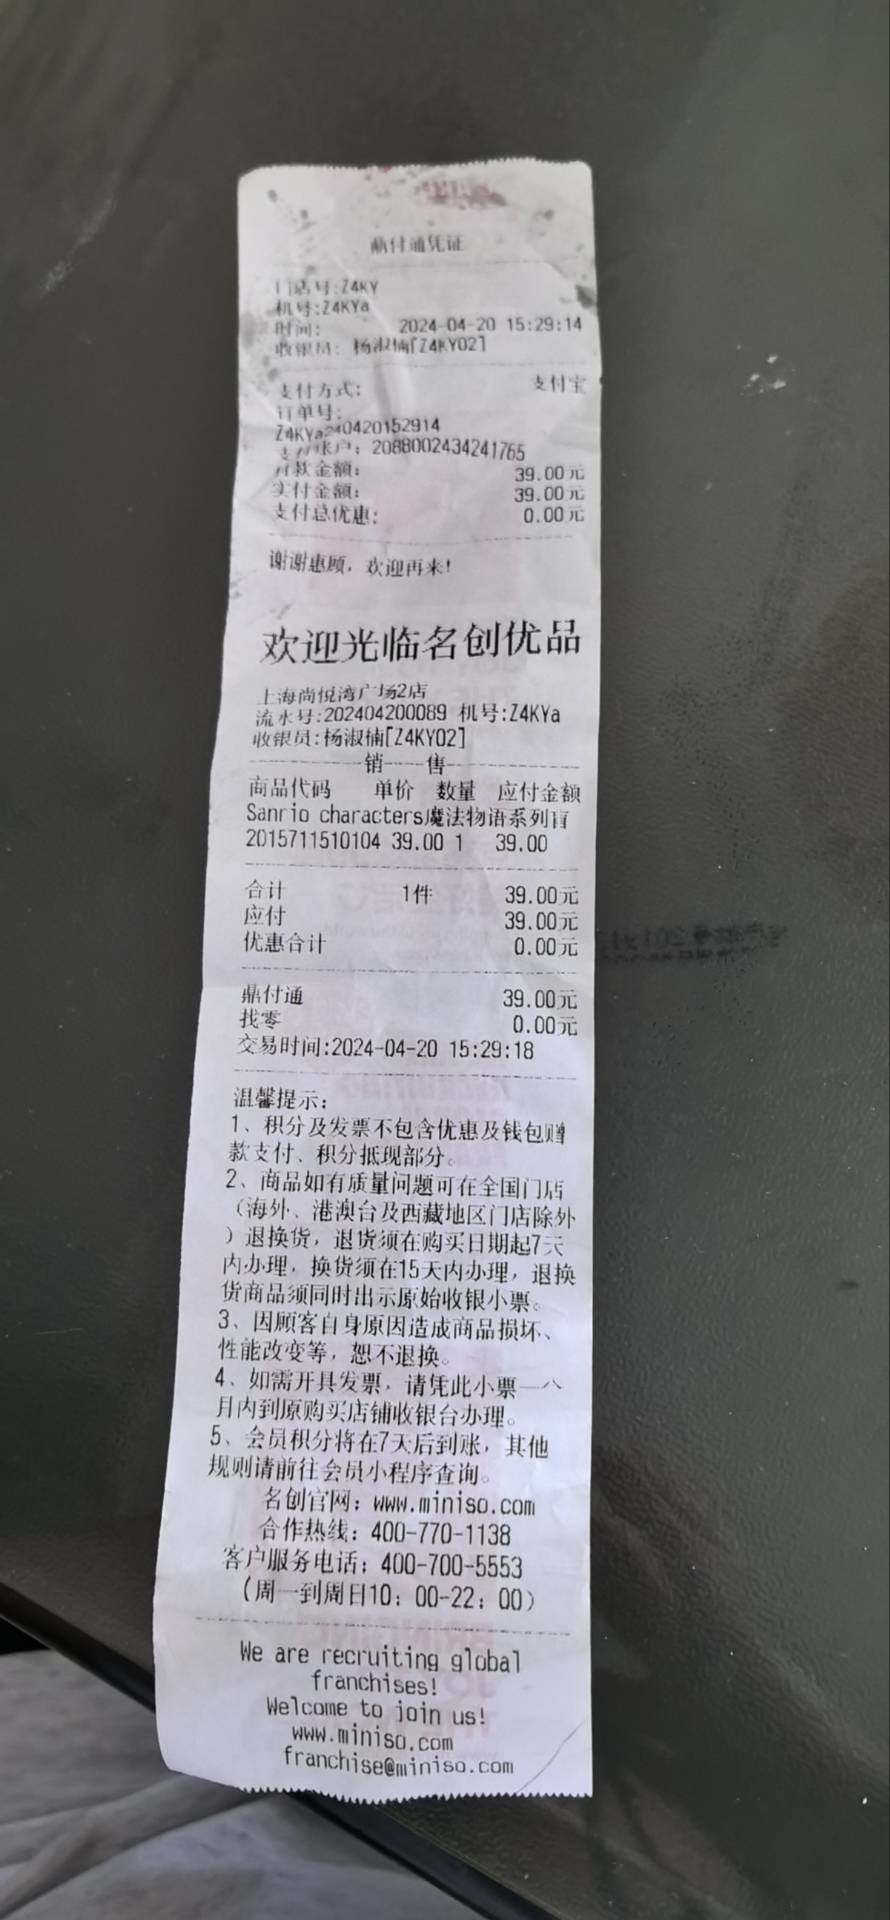 鼎付通凭证
门店号:Z4KY
机号:Z4KYa
时间: 2024-04-20 15:29:14
收银员: 杨淑楠[Z4KY02]
支付方式: 支付宝
订单号:
Z4KYa240420152914
支付账户: 2088002434241765
付款金额: 39.00元
实付金额: 39.00元
支付总优惠: 0.00元
谢谢惠顾，欢迎再来!
欢迎光临名创优品
上海尚悦湾广场2店
流水号:202404200089 机号:Z4KYa
收银员:杨淑楠[Z4KY02]
销----售
商品代码 单价 数量 应付金额
Sanrio characters魔法物语系列盲
2015711510104 39.00 1 39.00
合计 1件 39.00元
应付 39.00元
优惠合计 0.00元
鼎付通 39.00元
找零 0.00元
交易时间:2024-04-20 15:29:18
温馨提示:
1、积分及发票不包含优惠及钱包赠
款支付、积分抵现部分。
2、商品如有质量问题可在全国门店
（海外、港澳台及西藏地区门店除外
）退换货，退货须在购买日期起7天
内办理，换货须在15天内办理，退换
货商品须同时出示原始收银小票。
3、因顾客自身原因造成商品损坏、
性能改变等，恕不退换。
4、如需开具发票，请凭此小票一个
月内到原购买店铺收银台办理。
5、会员积分将在7天后到账，其他
规则请前往会员小程序查询。
名创官网: www.miniso.com
合作热线: 400-770-1138
客户服务电话: 400-700-5553
(周一到周日10：00-22：00)
We are recruiting global
franchises!
Welcome to join us!
www.miniso.com
franchise@miniso.com